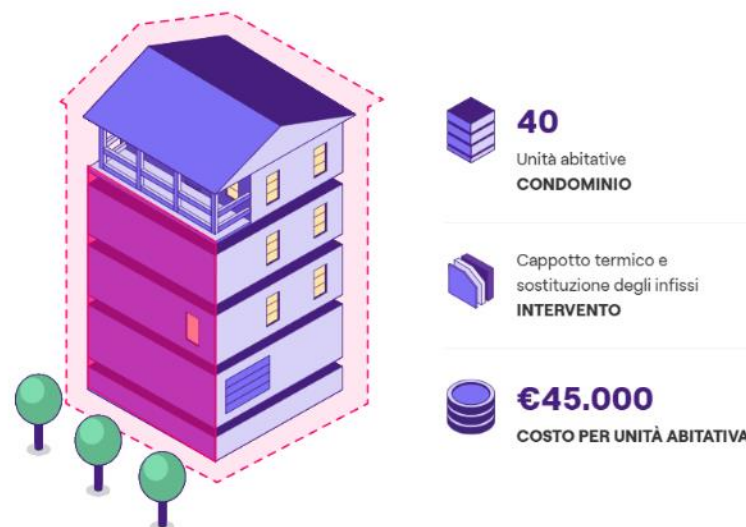 40
Unità abitative
CONDOMINIO
Cappotto termico e
sostituzione degli infissi
INTERVENTO
€45.000
COSTO PER UNITÀ ABITATIVA